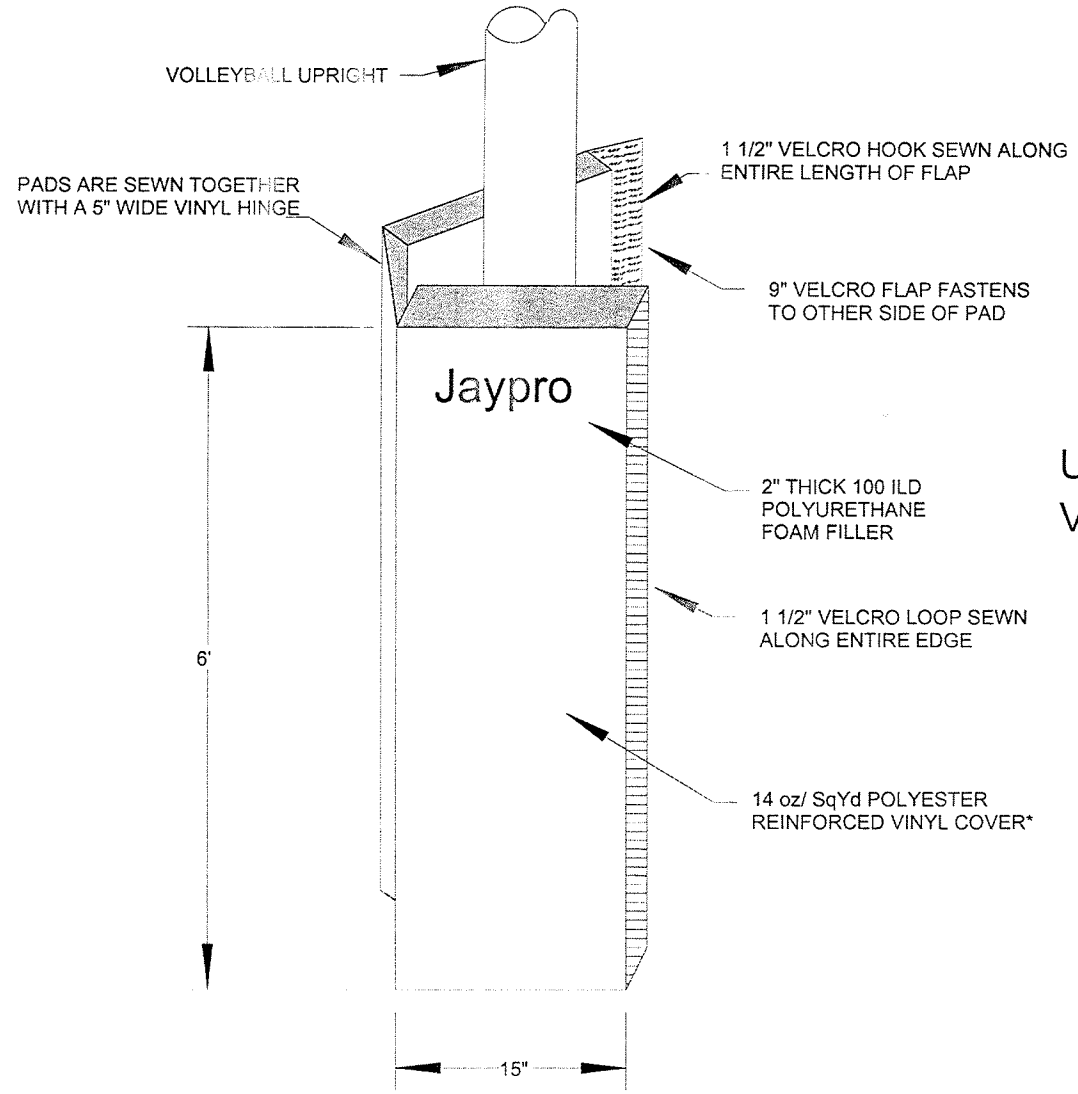 VOLLEYBALL UPRIGHT
1 1/2" VELCRO HOOK SEWN ALONG
ENTIRE LENGTH OF FLAP
PADS ARE SEWN TOGETHER
WITH A 5" WIDE VINYL HINGE
9" VELCRO FLAP FASTENS
TO OTHER SIDE OF PAD
Jaypro
2" THICK 100 ILD
POLYURETHANE
FOAM FILLER
U
V
1 1/2" VELCRO LOOP SEWN
ALONG ENTIRE EDGE
6'
14 oz/ SqYd POLYESTER
REINFORCED VINYL COVER*
15"